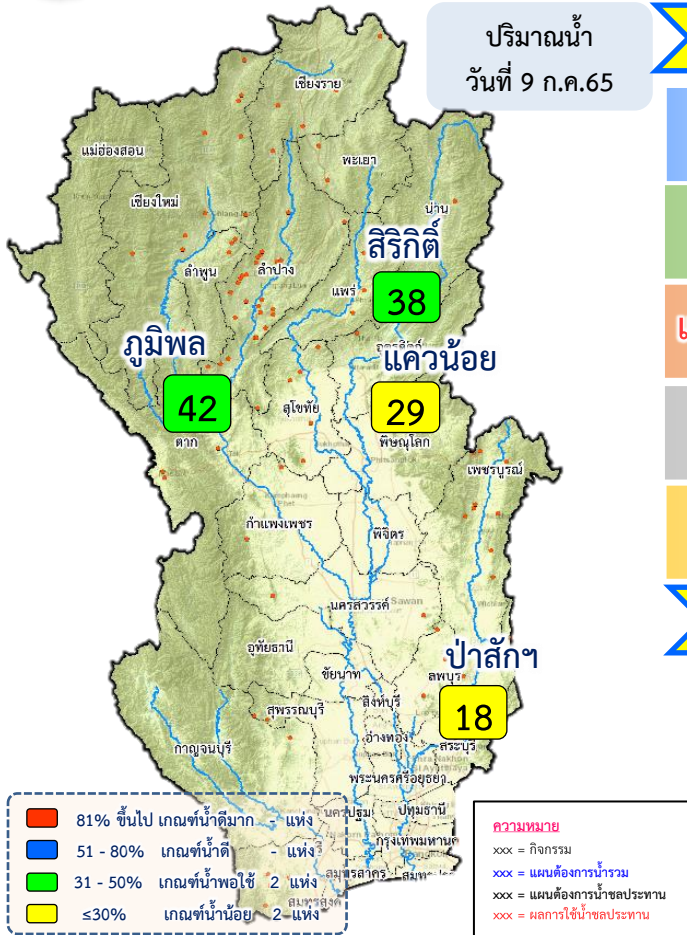 ปริมาณน้ำ
วันที่ 9 ก.ค.65
เชียงราย
แม่ฮ่องสอน
พะเยา
เชียงใหม่
น่าน
สิริกิติ์
ลำพูน
ลำปาง
แพร่
38
ภูมิพล
แควน้อย
42
สุโขทัย
29
ตาก
พิษณุโลก
เพชรบูรณ์
กำแพงเพชร
พิจิตร
นครสวรรค์
อุทัยธานี
ป่าสักฯ
ชัยนาท
ลพบุรี
สิงห์บุรี
สุพรรณบุรี
18
อ่างทอง
สระบุรี
กาญจนบุรี
พระนครศรีอยุธยา
นครปฐม
ปทุมธานี
กรุงเทพมหานค
สมุทรสาคร
81% ขึ้นไป เกณฑ์น้ำดีมาก - แห่ง
51 - 80% เกณฑ์น้ำดี - แห่ง
31 - 50% เกณฑ์น้ำพอใช้ 2 แห่ง
≤30% เกณฑ์น้ำน้อย 2 แห่ง
สมุทรสงค
ความหมาย
xxx = กิจกรรม
xxx = แผนต้องการน้ำรวม
xxx = แผนต้องการน้ำชลประทาน
xxx = ผลการใช้น้ำชลประทาน